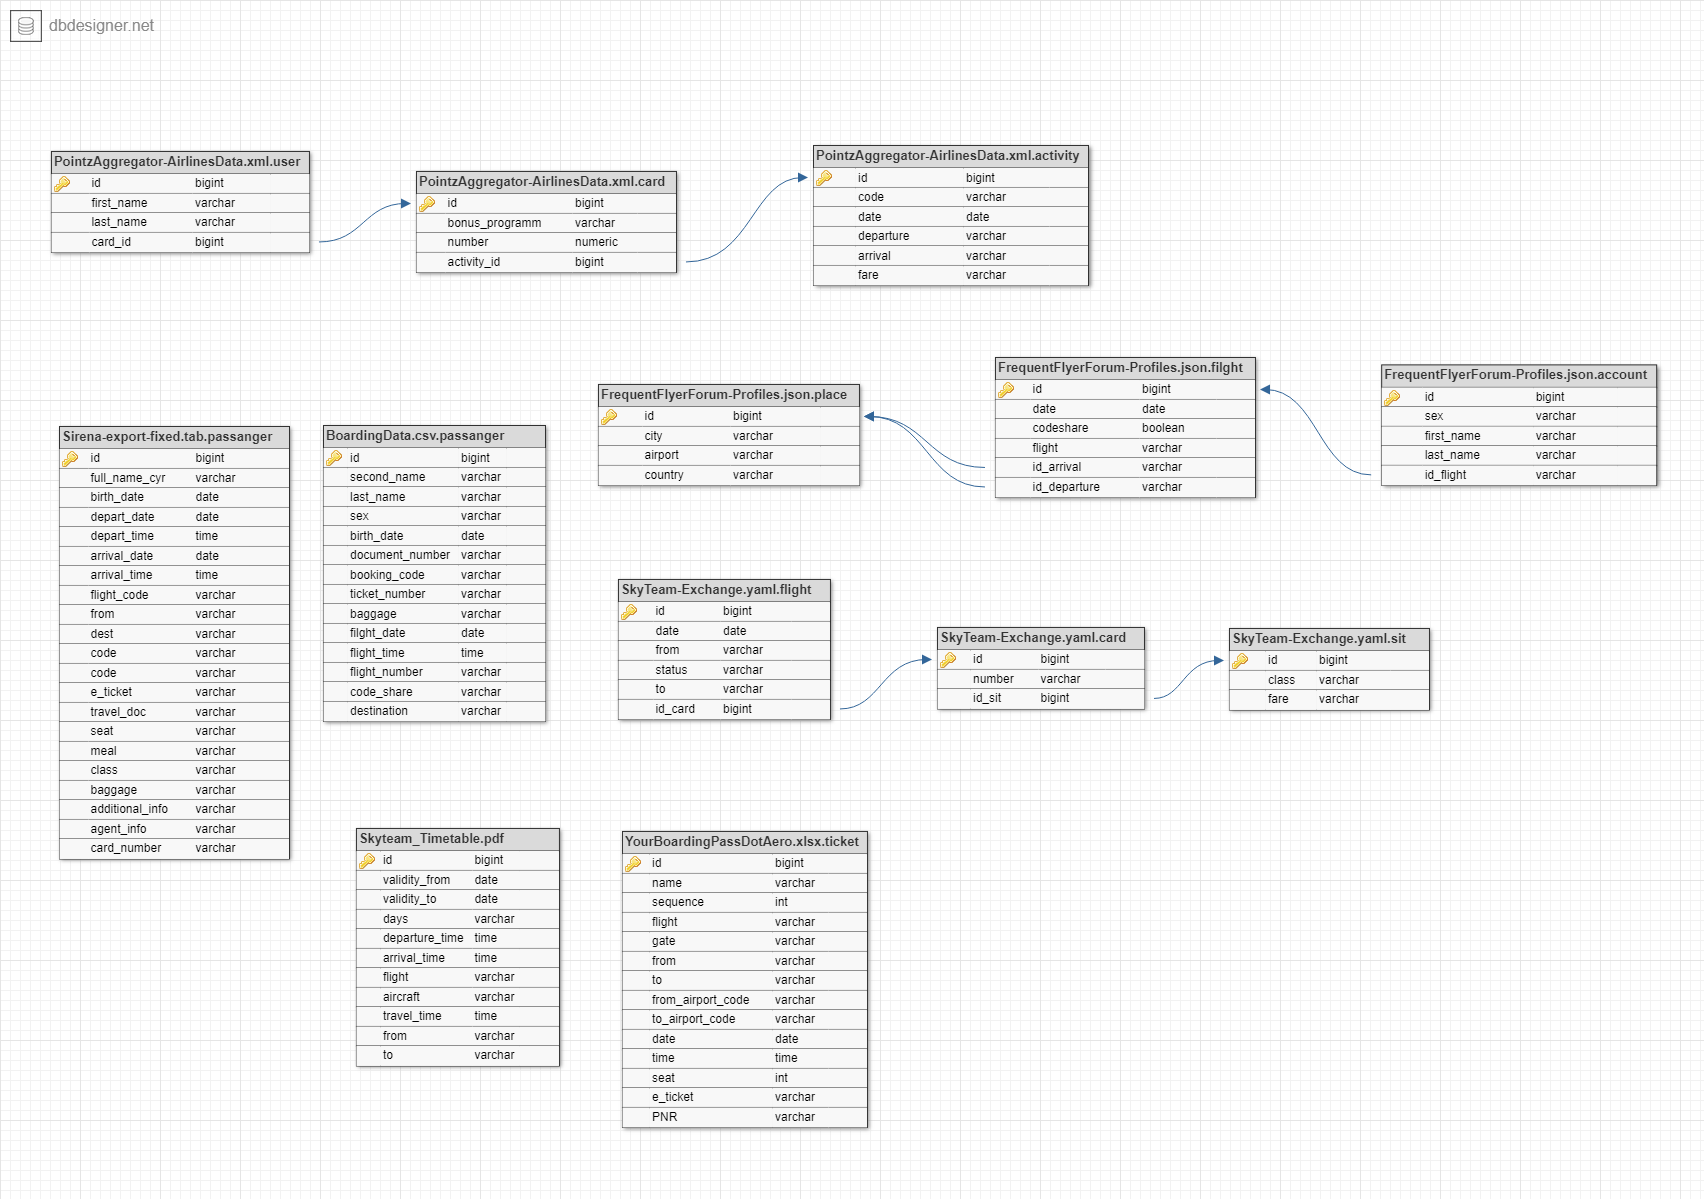 dbdesigner.net
PointzAggregator-AirlinesData.xml.user
id bigint
first_name varchar
last_name varchar
card_id bigint
PointzAggregator-AirlinesData.xml.card
id bigint
bonus_programm varchar
number numeric
activity_id bigint
PointzAggregator-AirlinesData.xml.activity
id bigint
code varchar
date date
departure varchar
arrival varchar
fare varchar
FrequentFlyerForum-Profiles.json.place
id bigint
city varchar
airport varchar
country varchar
FrequentFlyerForum-Profiles.json.filght
id bigint
date date
codeshare boolean
flight varchar
id_arrival varchar
id_departure varchar
FrequentFlyerForum-Profiles.json.account
id bigint
sex varchar
first_name varchar
last_name varchar
id_flight varchar
Sirena-export-fixed.tab.passanger
id bigint
full_name_cyr varchar
birth_date date
depart_date date
depart_time time
arrival_date date
arrival_time time
flight_code varchar
from varchar
dest varchar
code varchar
code varchar
e_ticket varchar
travel_doc varchar
seat varchar
meal varchar
class varchar
baggage varchar
additional_info varchar
agent_info varchar
card_number varchar
BoardingData.csv.passanger
id bigint
second_name varchar
last_name varchar
sex varchar
birth_date date
document_number varchar
booking_code varchar
ticket_number varchar
baggage varchar
filght_date date
flight_time time
flight_number varchar
code_share varchar
destination varchar
SkyTeam-Exchange.yaml.flight
id bigint
date date
from varchar
status varchar
to varchar
id_card bigint
SkyTeam-Exchange.yaml.card
id bigint
number varchar
id_sit bigint
SkyTeam-Exchange.yaml.sit
id bigint
class varchar
fare varchar
Skyteam_Timetable.pdf
id bigint
validity_from date
validity_to date
days varchar
departure_time time
arrival_time time
flight varchar
aircraft varchar
travel_time time
from varchar
to varchar
YourBoardingPassDotAero.xlsx.ticket
id bigint
name varchar
sequence int
flight varchar
gate varchar
from varchar
to varchar
from_airport_code varchar
to_airport_code varchar
date date
time time
seat int
e_ticket varchar
PNR varchar